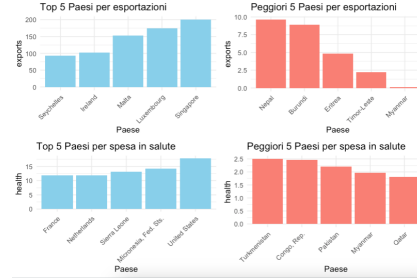 Top 5 Paesi per esportazioni
exports
200
150
100
50
0
Seychelles
Ireland
Malta
Luxembourg
Singapore
Paese
Peggiori 5 Paesi per esportazioni
exports
10.0
7.5
5.0
2.5
0.0
Nepal
Burundi
Eritrea
Timor-Leste
Myanmar
Paese
Top 5 Paesi per spesa in salute
health
15
10
5
0
France
Netherlands
Sierra Leone
Micronesia, Fed. Sts.
United States
Paese
Peggiori 5 Paesi per spesa in salute
health
2.5
2.0
1.5
1.0
0.5
0.0
Turkmenistan
Congo, Rep.
Pakistan
Myanmar
Qatar
Paese